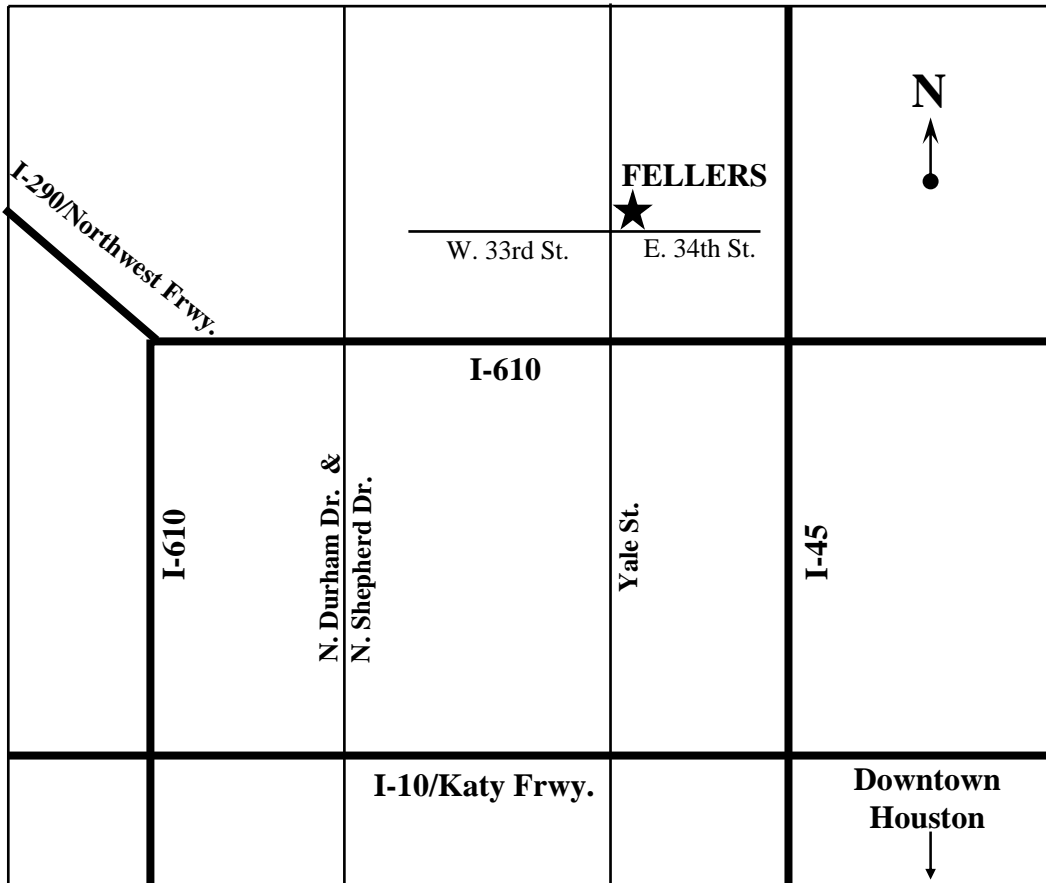 N
FELLERS
I-290/Northwest Frwy.
W. 33rd St.
E. 34th St.
I-610
I-610
N. Durham Dr. &
N. Shepherd Dr.
Yale St.
I-45
I-10/Katy Frwy.
Downtown
Houston